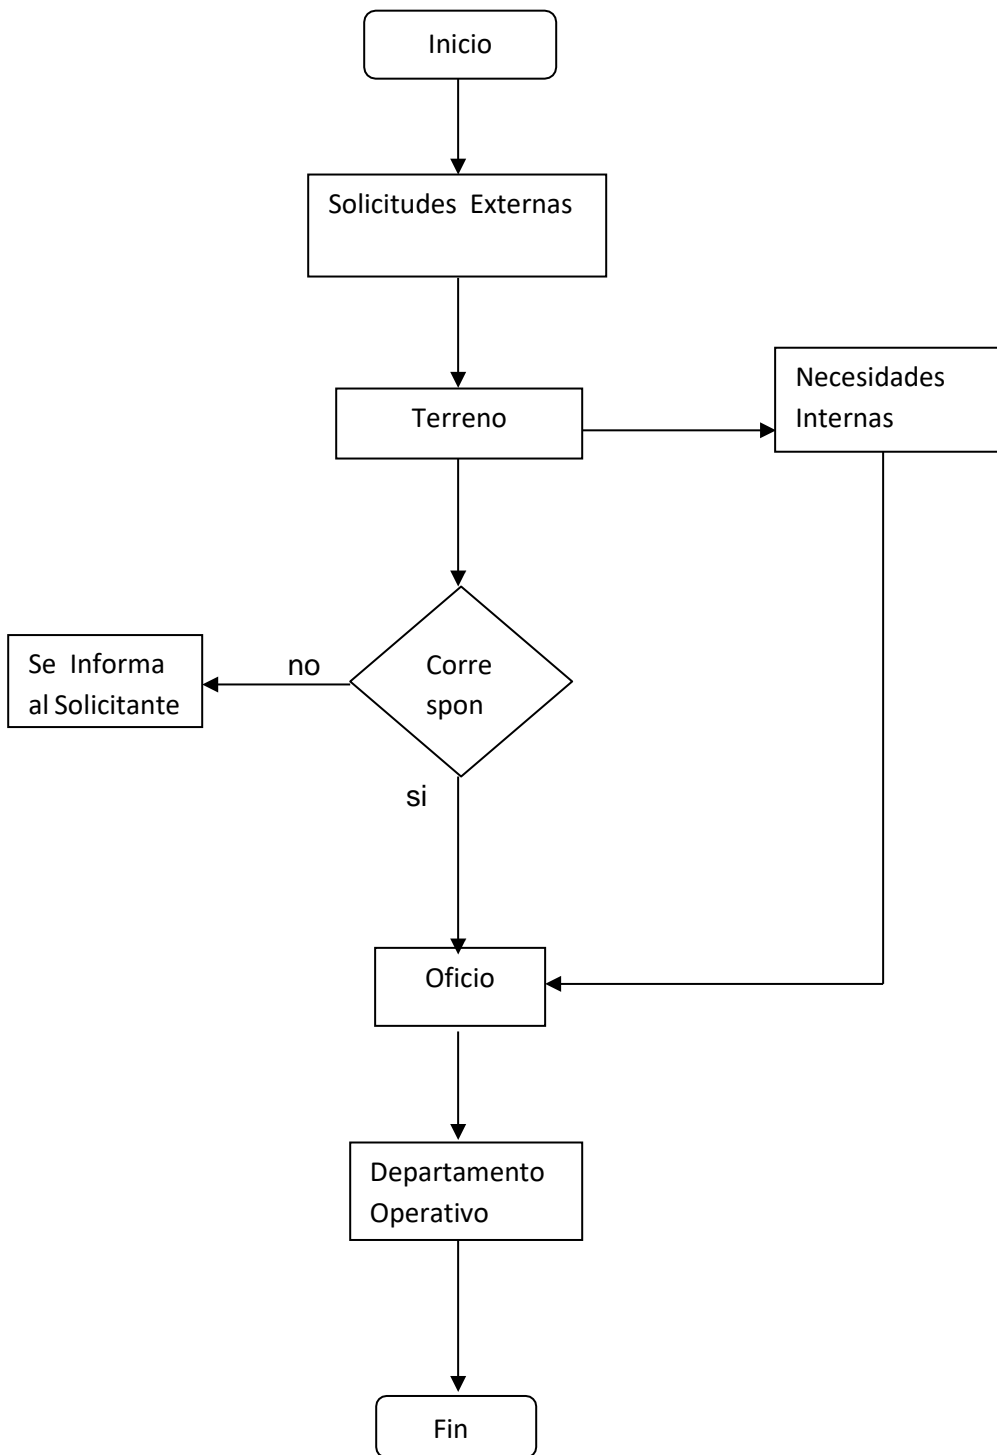 Inicio
Solicitudes Externas
Necesidades
Internas
Terreno
Se Informa
al Solicitante
no
Corre
spon
si
Oficio
Departamento
Operativo
Fin